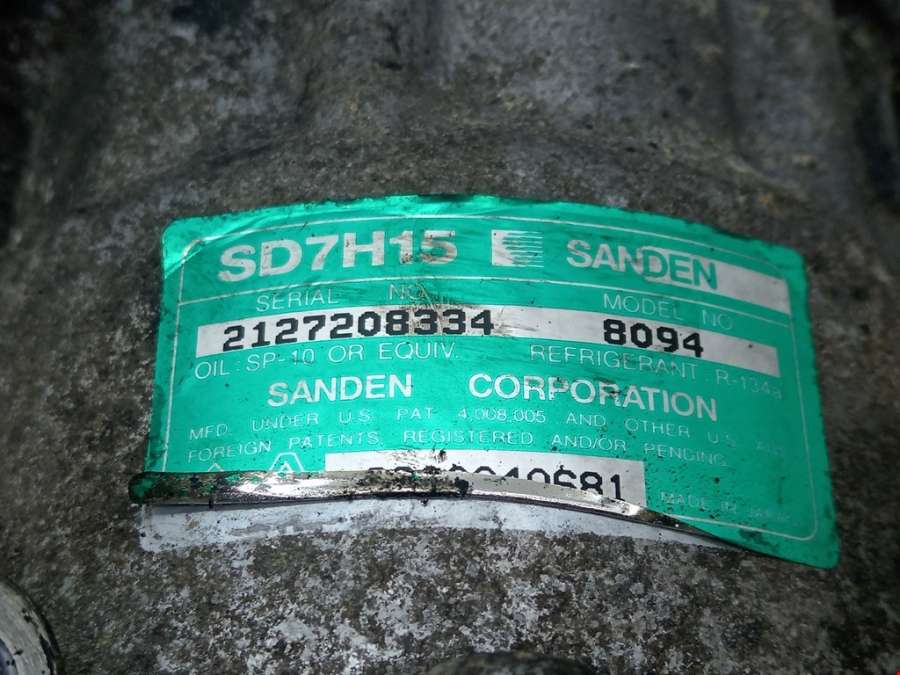 SD7H15 SANDEN
SERIAL NO. MODEL NO
2127208334 8094
OIL : SP-10 OR EQUIV. REFRIGERANT : R-134a
SANDEN CORPORATION
MFD. UNDER U.S. PAT. 4,008,005 AND OTHER U.S. AND
FOREIGN PATENTS, REGISTERED AND/OR PENDING.
MADE IN JAPAN